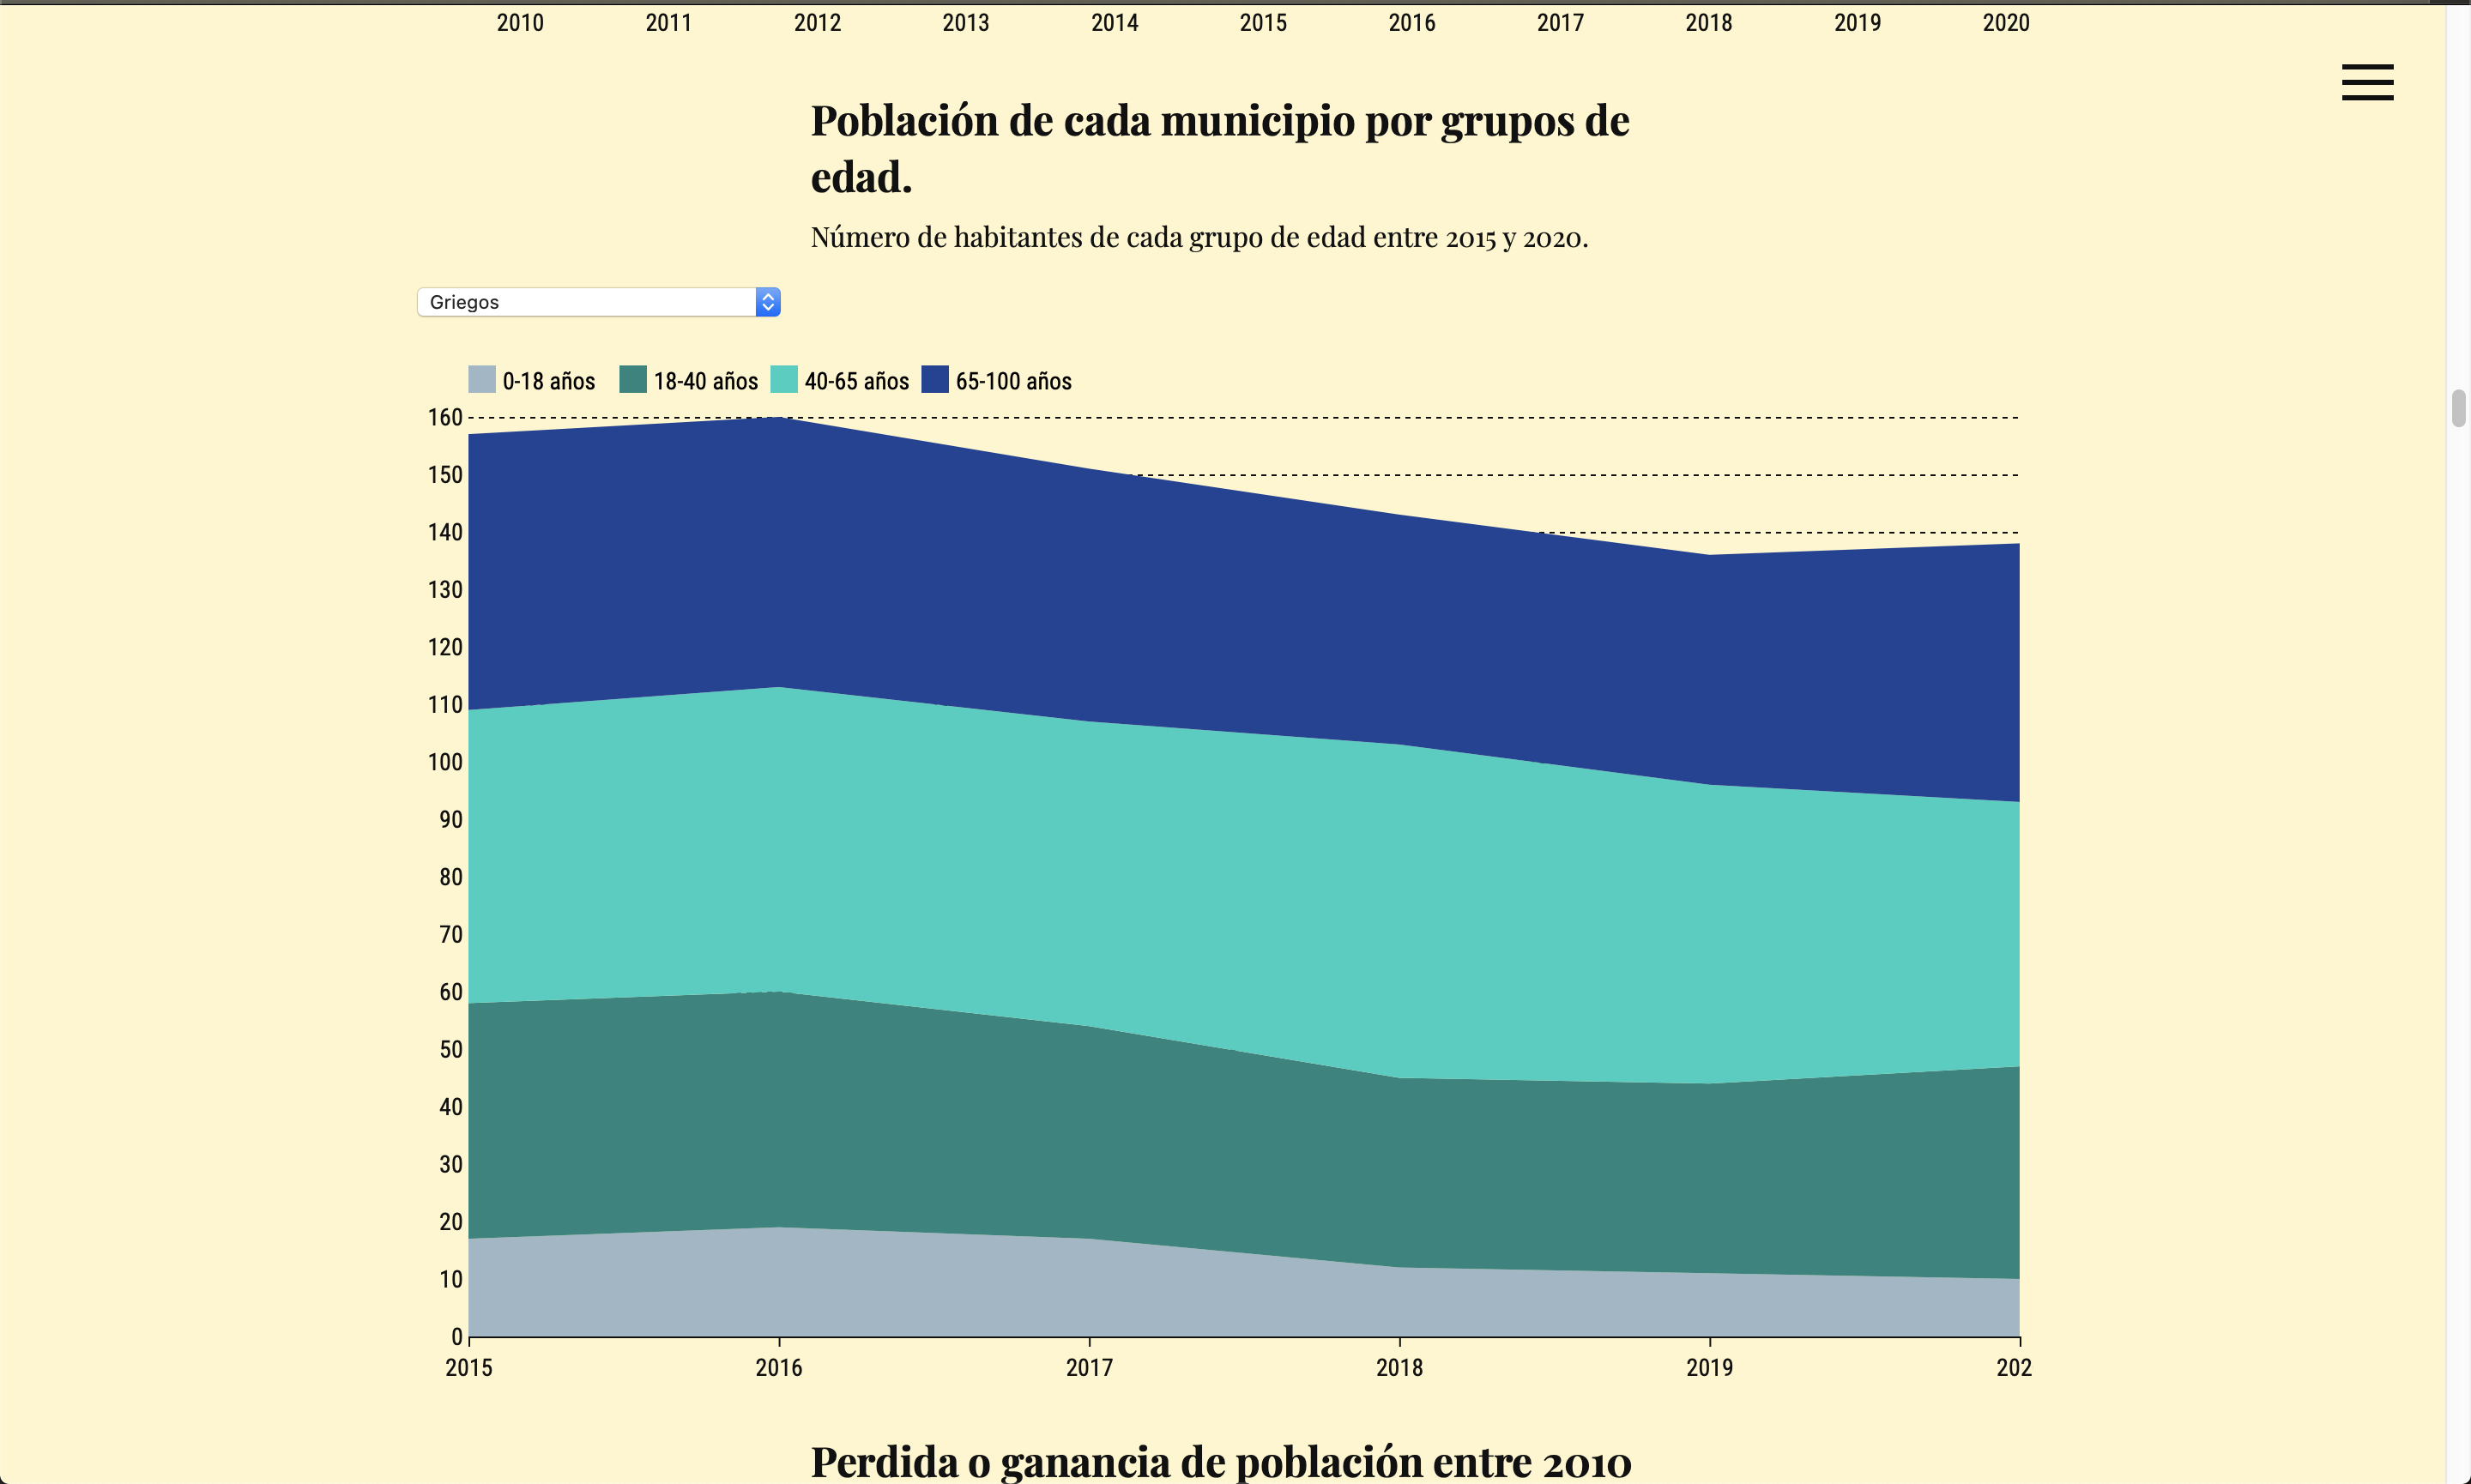 2010 2011 2012 2013 2014 2015 2016 2017 2018 2019 2020
Población de cada municipio por grupos de
edad.
Número de habitantes de cada grupo de edad entre 2015 y 2020.
Griegos
0-18 años 18-40 años 40-65 años 65-100 años
160
150
140
130
120
110
100
90
80
70
60
50
40
30
20
10
0
2015 2016 2017 2018 2019 202
Perdida o ganancia de población entre 2010